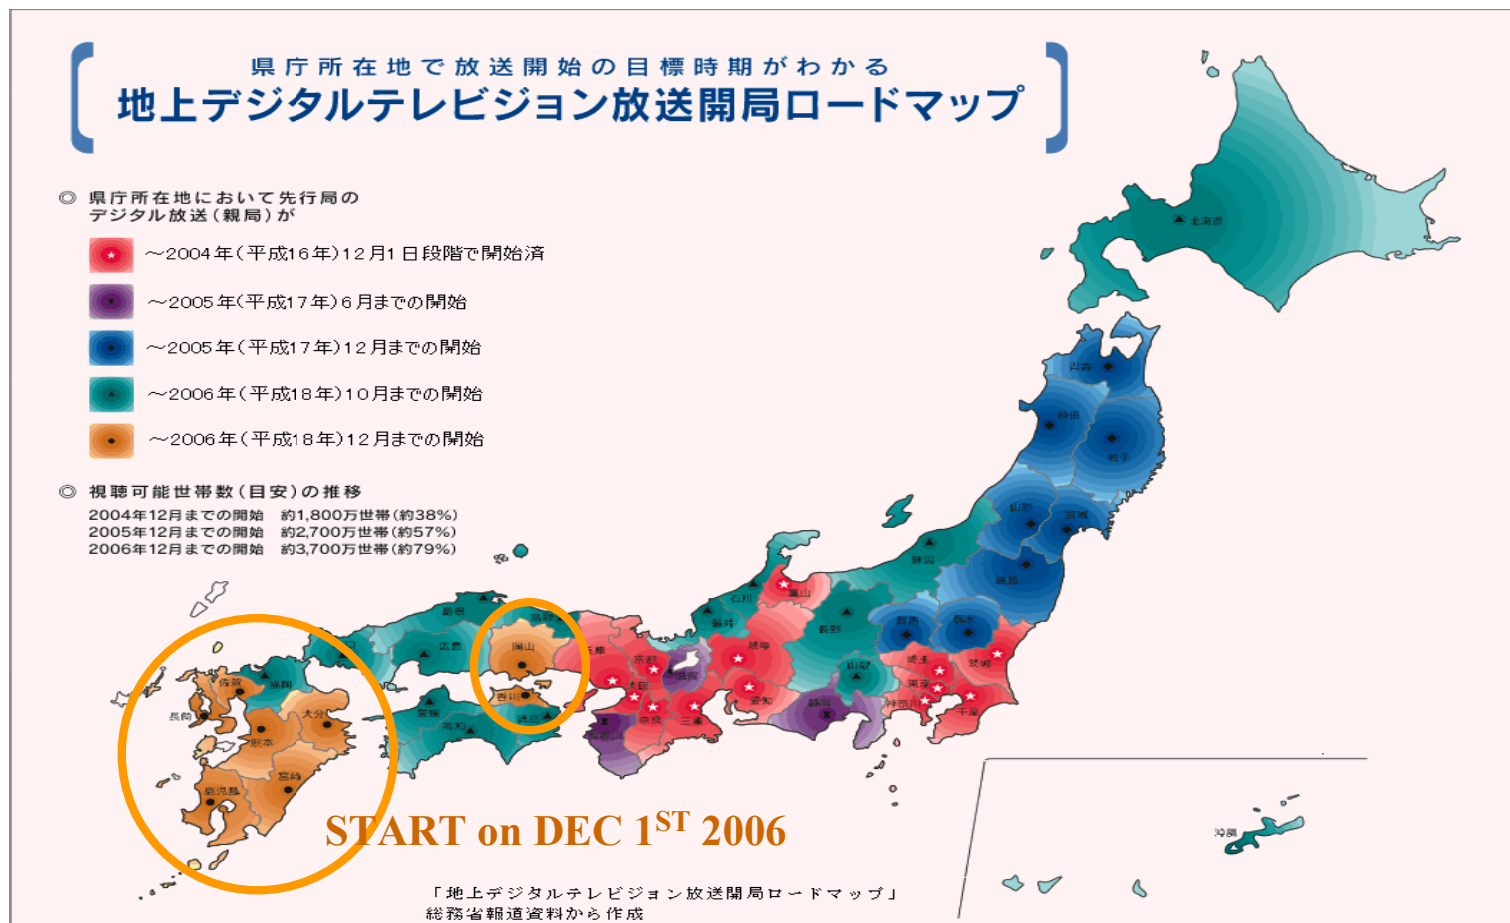 県庁所在地で放送開始の目標時期がわかる
地上デジタルテレビジョン放送開局ロードマップ
◎ 県庁所在地において先行局の
デジタル放送(親局)が
～2004年(平成16年)12月1日段階で開始済
～2005年(平成17年)6月までの開始
～2005年(平成17年)12月までの開始
～2006年(平成18年)10月までの開始
～2006年(平成18年)12月までの開始
◎ 視聴可能世帯数(目安)の推移
2004年12月までの開始 約1,800万世帯(約38%)
2005年12月までの開始 約2,700万世帯(約57%)
2006年12月までの開始 約3,700万世帯(約79%)
北海道
青森
秋田
岩手
山形
宮城
新潟
福島
群馬
栃木
石川
富山
福井
長野
島根
鳥取
岡山
広島
兵庫
京都
滋賀
岐阜
山梨
埼玉
茨城
東京
大阪
愛知
静岡
神奈川
千葉
奈良
三重
香川
徳島
愛媛
高知
福岡
佐賀
長崎
大分
熊本
宮崎
鹿児島
沖縄
START on DEC 1ST 2006
「地上デジタルテレビジョン放送開局ロードマップ」
総務省報道資料から作成